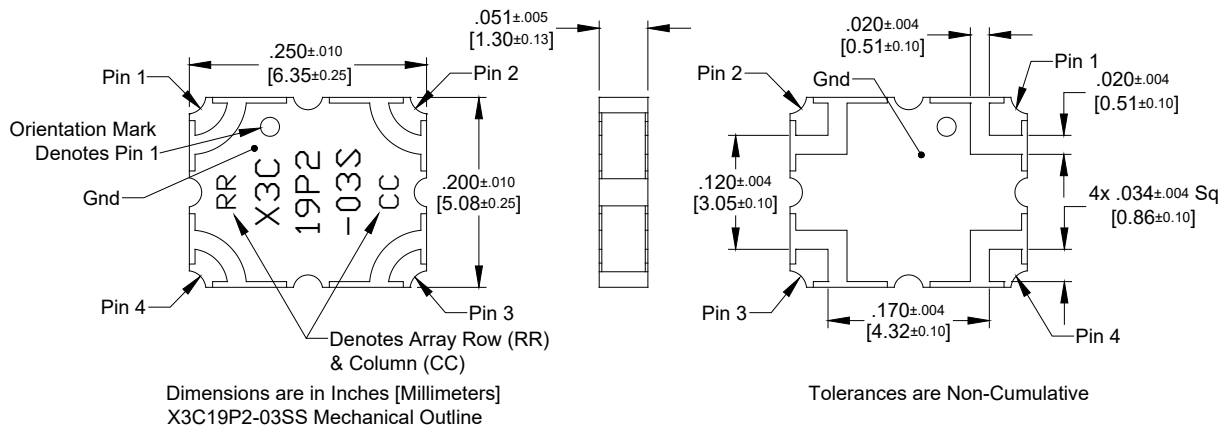 .250±.010
[6.35±0.25]
Pin 1
Pin 2
Orientation Mark
Denotes Pin 1
Gnd
RR
X3C
19P2
-03S
CC
.200±.010
[5.08±0.25]
Pin 4
Pin 3
Denotes Array Row (RR)
& Column (CC)
Dimensions are in Inches [Millimeters]
X3C19P2-03SS Mechanical Outline
.051±.005
[1.30±0.13]
.020±.004
[0.51±0.10]
Pin 2
Gnd
Pin 1
.020±.004
[0.51±0.10]
.120±.004
[3.05±0.10]
4x .034±.004 Sq
[0.86±0.10]
Pin 3
.170±.004
[4.32±0.10]
Pin 4
Tolerances are Non-Cumulative